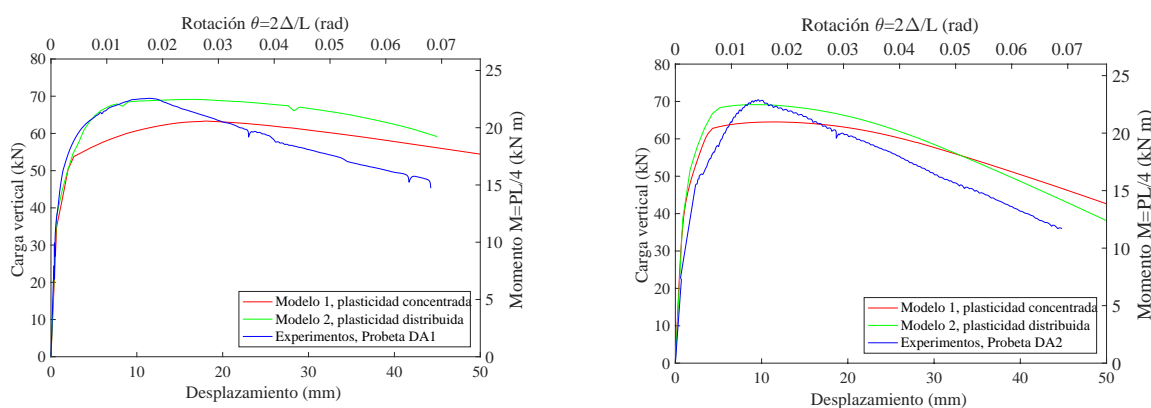 Rotación θ=2Δ/L (rad)
0 0.01 0.02 0.03 0.04 0.05 0.06 0.07
80
70
60
50
40
30
20
10
0
Carga vertical (kN)
25
20
15
10
5
0
Momento M=PL/4 (kN m)
Modelo 1, plasticidad concentrada
Modelo 2, plasticidad distribuida
Experimentos, Probeta DA1
0 10 20 30 40 50
Desplazamiento (mm)
Rotación θ=2Δ/L (rad)
0 0.01 0.02 0.03 0.04 0.05 0.06 0.07
80
70
60
50
40
30
20
10
0
Carga vertical (kN)
25
20
15
10
5
0
Momento M=PL/4 (kN m)
Modelo 1, plasticidad concentrada
Modelo 2, plasticidad distribuida
Experimentos, Probeta DA2
0 10 20 30 40 50
Desplazamiento (mm)